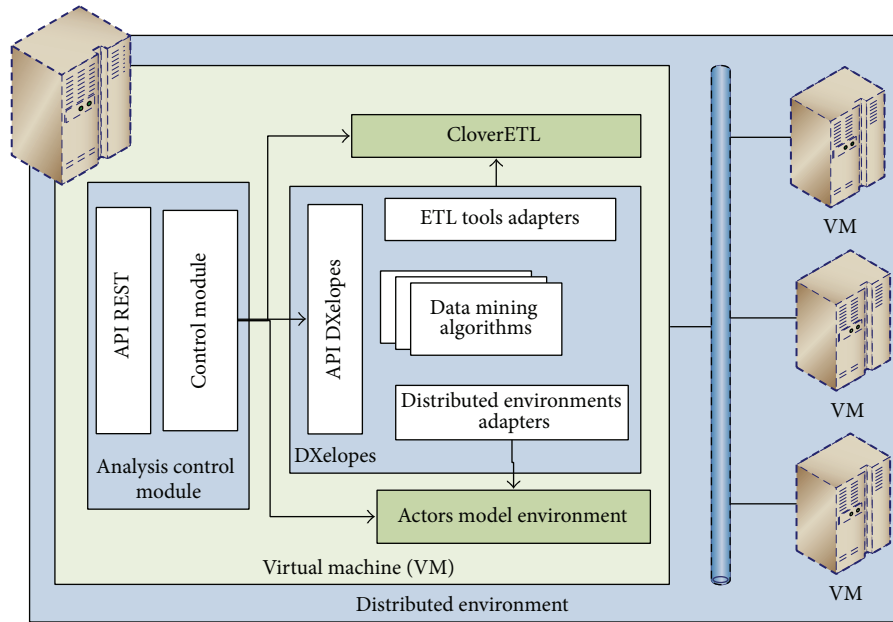 CloverETL
ETL tools adapters
API REST
Control module
API DXelopes
Data mining
algorithms
Distributed environments
adapters
Analysis control
module
DXelopes
Actors model environment
Virtual machine (VM)
Distributed environment
VM
VM
VM